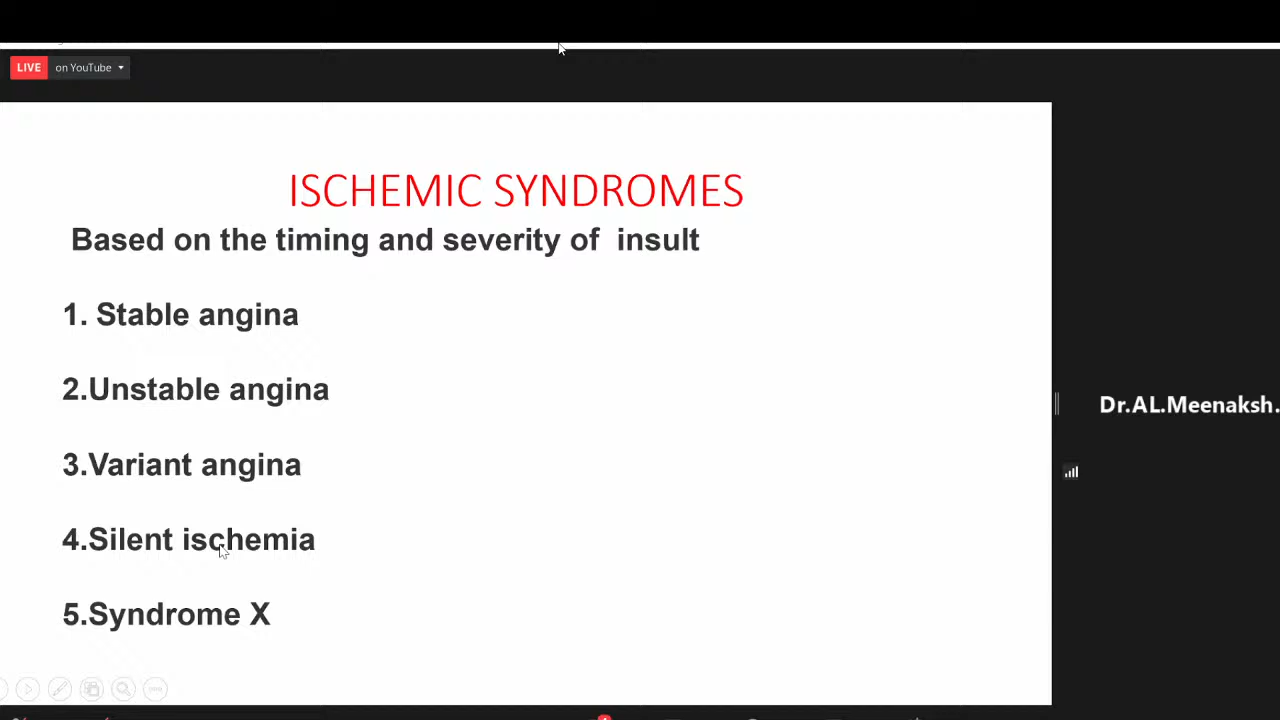 LIVE on YouTube
ISCHEMIC SYNDROMES
Based on the timing and severity of insult
1. Stable angina
2.Unstable angina
3.Variant angina
4.Silent ischemia
5.Syndrome X
Dr.AL.Meenaksh.